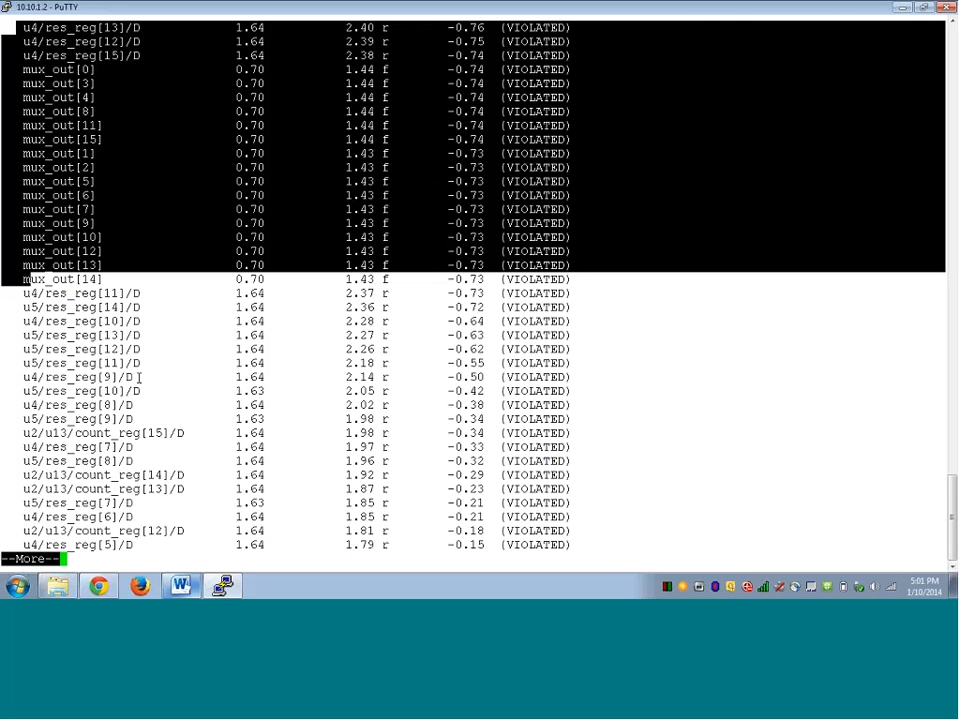 10.10.1.2 - PuTTY
u4/res_reg[13]/D 1.64 2.40 r -0.76 (VIOLATED)
u4/res_reg[12]/D 1.64 2.39 r -0.75 (VIOLATED)
u4/res_reg[15]/D 1.64 2.38 r -0.74 (VIOLATED)
mux_out[0] 0.70 1.44 f -0.74 (VIOLATED)
mux_out[3] 0.70 1.44 f -0.74 (VIOLATED)
mux_out[4] 0.70 1.44 f -0.74 (VIOLATED)
mux_out[8] 0.70 1.44 f -0.74 (VIOLATED)
mux_out[11] 0.70 1.44 f -0.74 (VIOLATED)
mux_out[15] 0.70 1.44 f -0.74 (VIOLATED)
mux_out[1] 0.70 1.43 f -0.73 (VIOLATED)
mux_out[2] 0.70 1.43 f -0.73 (VIOLATED)
mux_out[5] 0.70 1.43 f -0.73 (VIOLATED)
mux_out[6] 0.70 1.43 f -0.73 (VIOLATED)
mux_out[7] 0.70 1.43 f -0.73 (VIOLATED)
mux_out[9] 0.70 1.43 f -0.73 (VIOLATED)
mux_out[10] 0.70 1.43 f -0.73 (VIOLATED)
mux_out[12] 0.70 1.43 f -0.73 (VIOLATED)
mux_out[13] 0.70 1.43 f -0.73 (VIOLATED)
mux_out[14] 0.70 1.43 f -0.73 (VIOLATED)
u4/res_reg[11]/D 1.64 2.37 r -0.73 (VIOLATED)
u5/res_reg[14]/D 1.64 2.36 r -0.72 (VIOLATED)
u4/res_reg[10]/D 1.64 2.28 r -0.64 (VIOLATED)
u5/res_reg[13]/D 1.64 2.27 r -0.63 (VIOLATED)
u5/res_reg[12]/D 1.64 2.26 r -0.62 (VIOLATED)
u5/res_reg[11]/D 1.64 2.18 r -0.55 (VIOLATED)
u4/res_reg[9]/D 1.64 2.14 r -0.50 (VIOLATED)
u5/res_reg[10]/D 1.63 2.05 r -0.42 (VIOLATED)
u4/res_reg[8]/D 1.64 2.02 r -0.38 (VIOLATED)
u5/res_reg[9]/D 1.63 1.98 r -0.34 (VIOLATED)
u2/u13/count_reg[15]/D 1.64 1.98 r -0.34 (VIOLATED)
u4/res_reg[7]/D 1.64 1.97 r -0.33 (VIOLATED)
u5/res_reg[8]/D 1.64 1.96 r -0.32 (VIOLATED)
u2/u13/count_reg[14]/D 1.64 1.92 r -0.29 (VIOLATED)
u2/u13/count_reg[13]/D 1.64 1.87 r -0.23 (VIOLATED)
u5/res_reg[7]/D 1.63 1.85 r -0.21 (VIOLATED)
u4/res_reg[6]/D 1.64 1.85 r -0.21 (VIOLATED)
u2/u13/count_reg[12]/D 1.64 1.81 r -0.18 (VIOLATED)
u4/res_reg[5]/D 1.64 1.79 r -0.15 (VIOLATED)
--More--
5:01 PM
1/10/2014